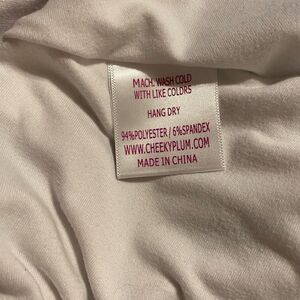 MACH. WASH COLD
WITH LIKE COLORS
HANG DRY
94%POLYESTER / 6%SPANDEX
WWW.CHEEKYPLUM.COM
MADE IN CHINA